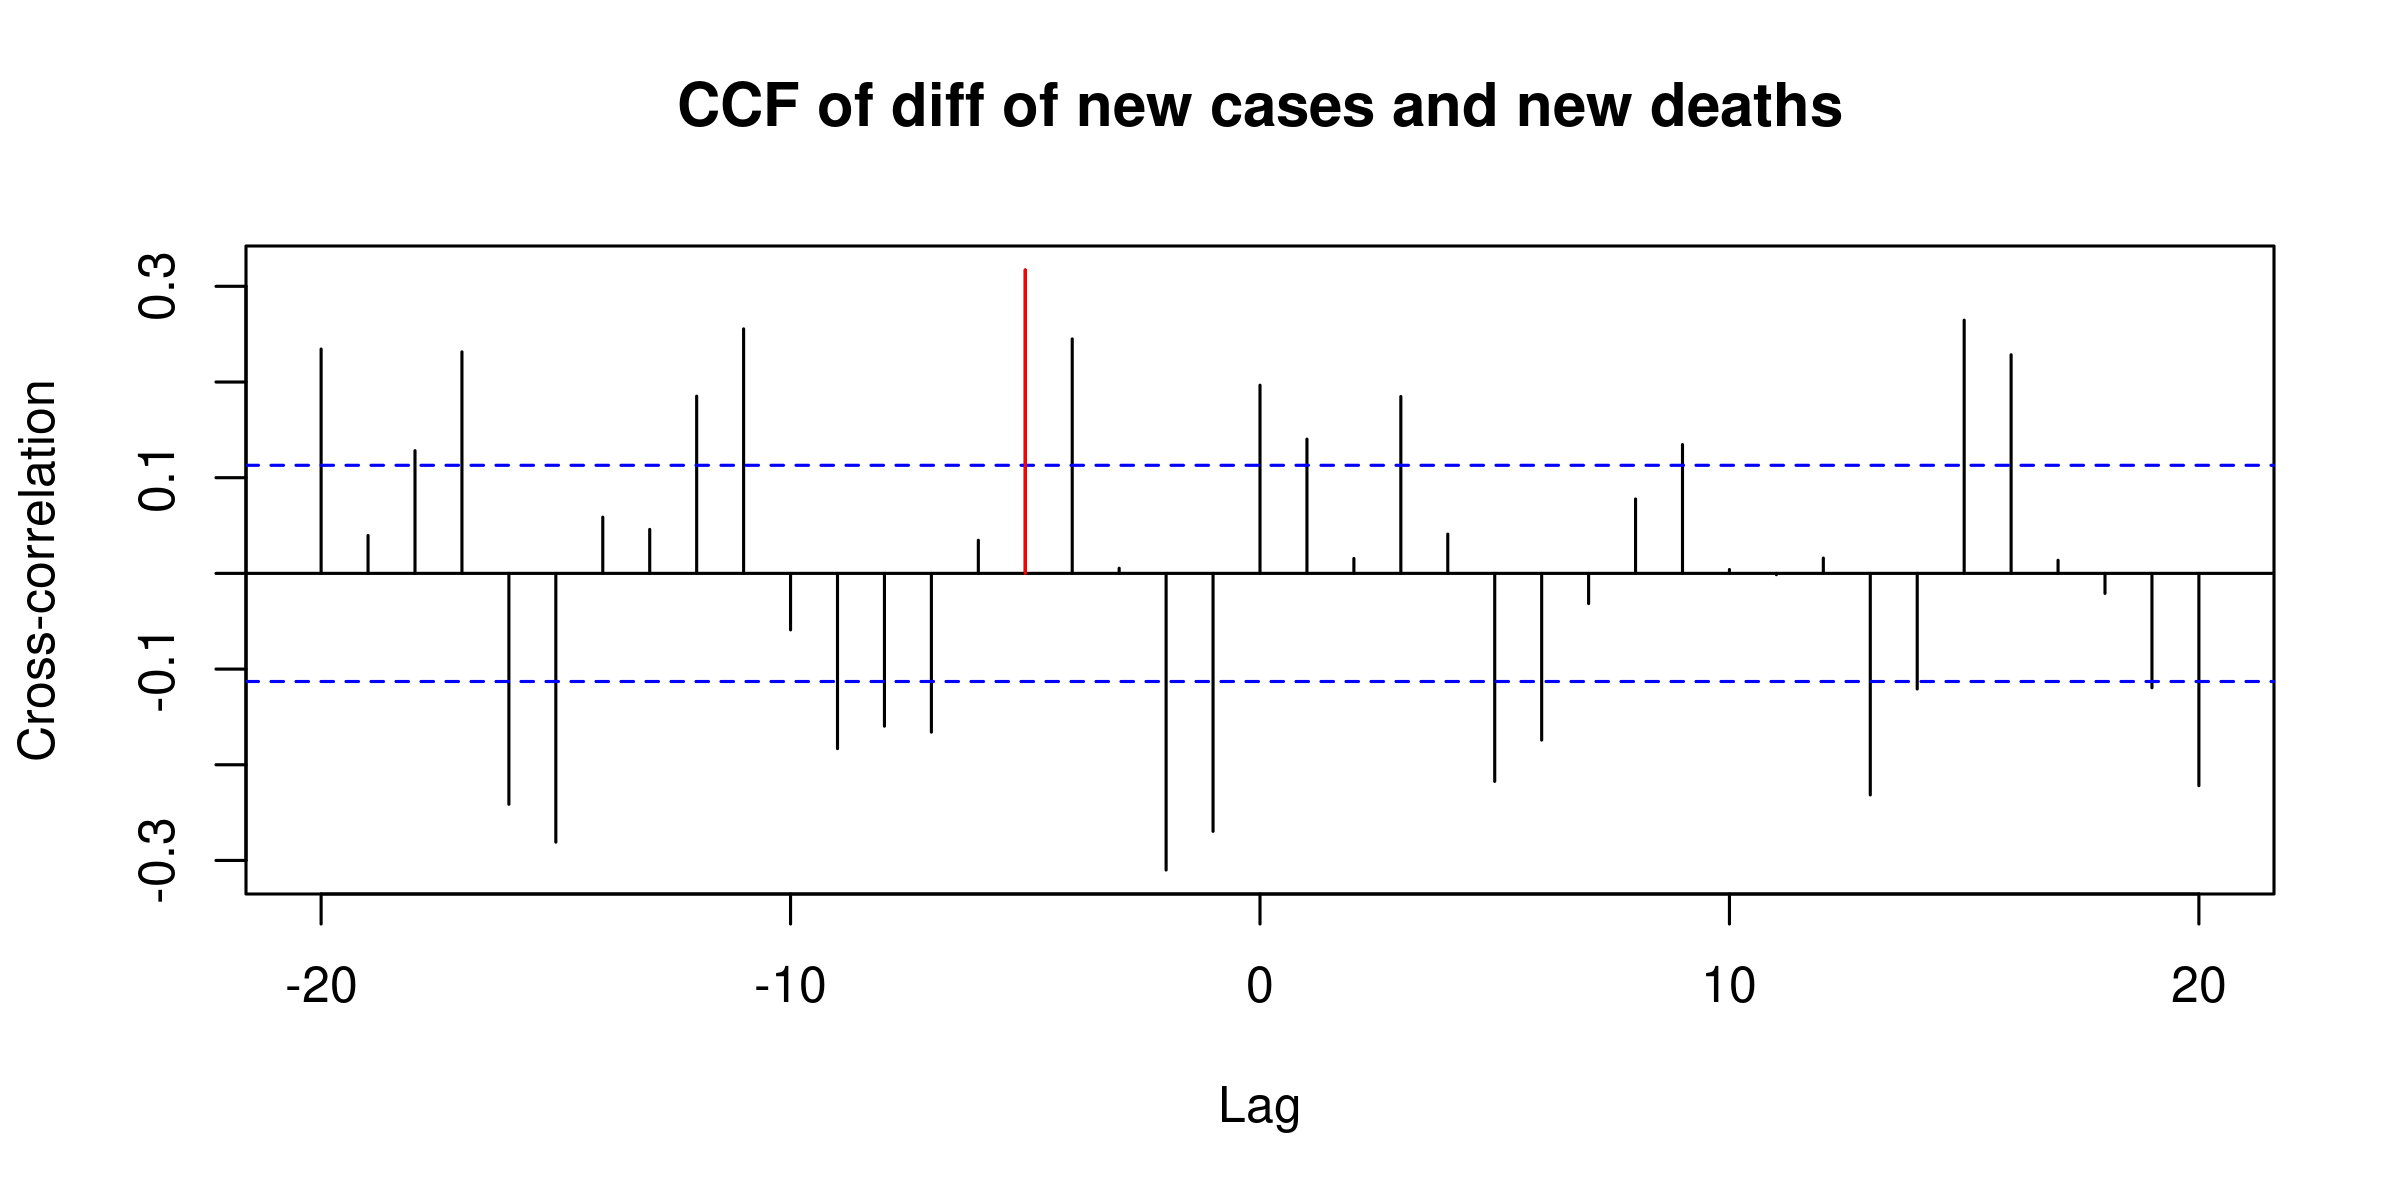 CCF of diff of new cases and new deaths
Cross-correlation
0.3
0.1
-0.1
-0.3
-20 -10 0 10 20
Lag